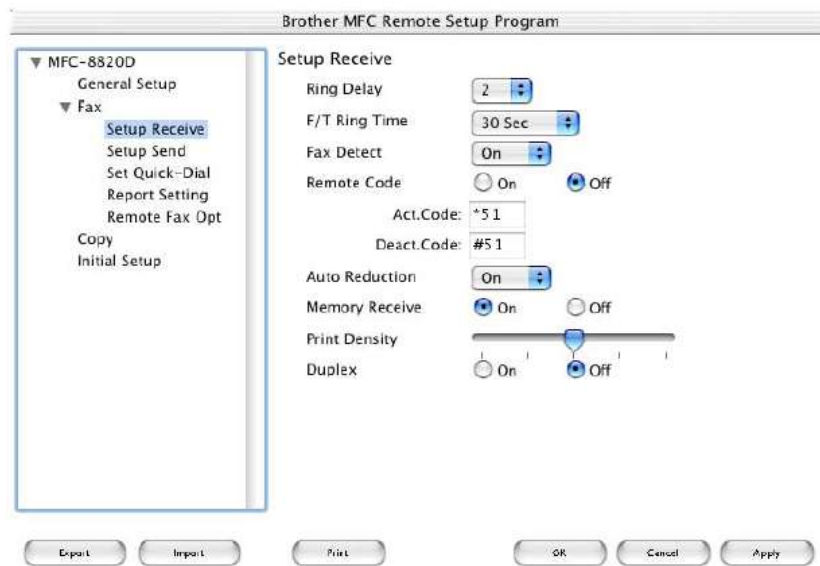 Brother MFC Remote Setup Program
MFC-8820D
General Setup
Fax
Setup Receive
Setup Send
Set Quick-Dial
Report Setting
Remote Fax Opt
Copy
Initial Setup
Setup Receive
Ring Delay 2
F/T Ring Time 30 Sec
Fax Detect On
Remote Code On Off
Act.Code: *51
Deact.Code: #51
Auto Reduction On
Memory Receive On Off
Print Density
Duplex On Off
Export Import Print OK Cancel Apply